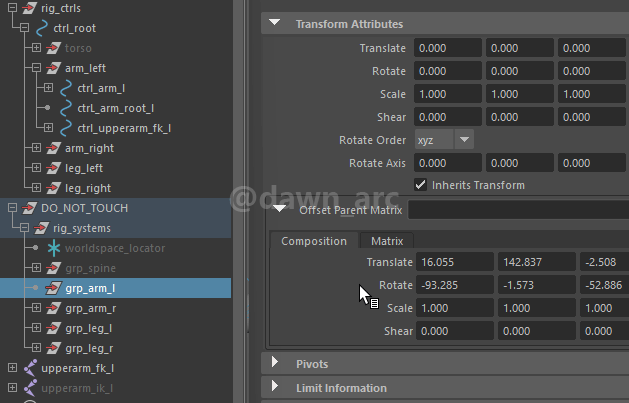 rig_ctrls
ctrl_root
torso
arm_left
ctrl_arm_l
ctrL_arm_root_l
ctrl_upperarm_fk_l
arm_right
leg_left
leg_right
DO_NOT_TOUCH
rig_systems
worldspace_locator
grp_spine
grp_arm_l
grp_arm_r
grp_leg_l
grp_leg_r
upperarm_fk_l
upperarm_ik_l
Transform Attributes
Translate 0.000 0.000 0.000
Rotate 0.000 0.000 0.000
Scale 1.000 1.000 1.000
Shear 0.000 0.000 0.000
Rotate Order xyz
Rotate Axis 0.000 0.000 0.000
Inherits Transform
@dawn_arc
Offset Parent Matrix
Composition Matrix
Translate 16.055 142.837 -2.508
Rotate -93.285 -1.573 -52.886
Scale 1.000 1.000 1.000
Shear 0.000 0.000 0.000
Pivots
Limit Information